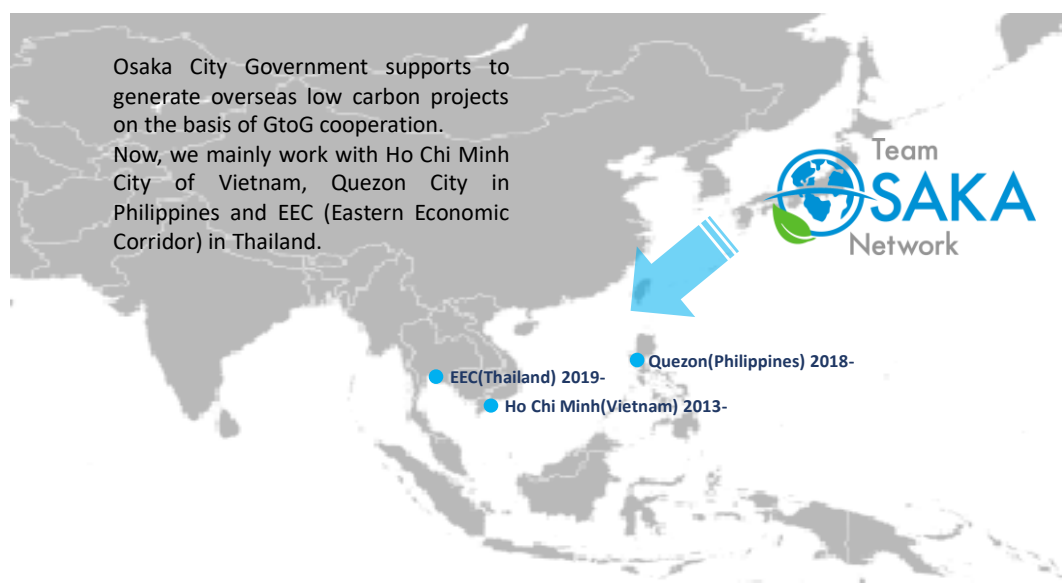 Osaka City Government supports to
generate overseas low carbon projects
on the basis of GtoG cooperation.
Now, we mainly work with Ho Chi Minh
City of Vietnam, Quezon City in
Philippines and EEC (Eastern Economic
Corridor) in Thailand.
Team
OSAKA
Network
Quezon(Philippines) 2018-
EEC(Thailand) 2019-
Ho Chi Minh(Vietnam) 2013-